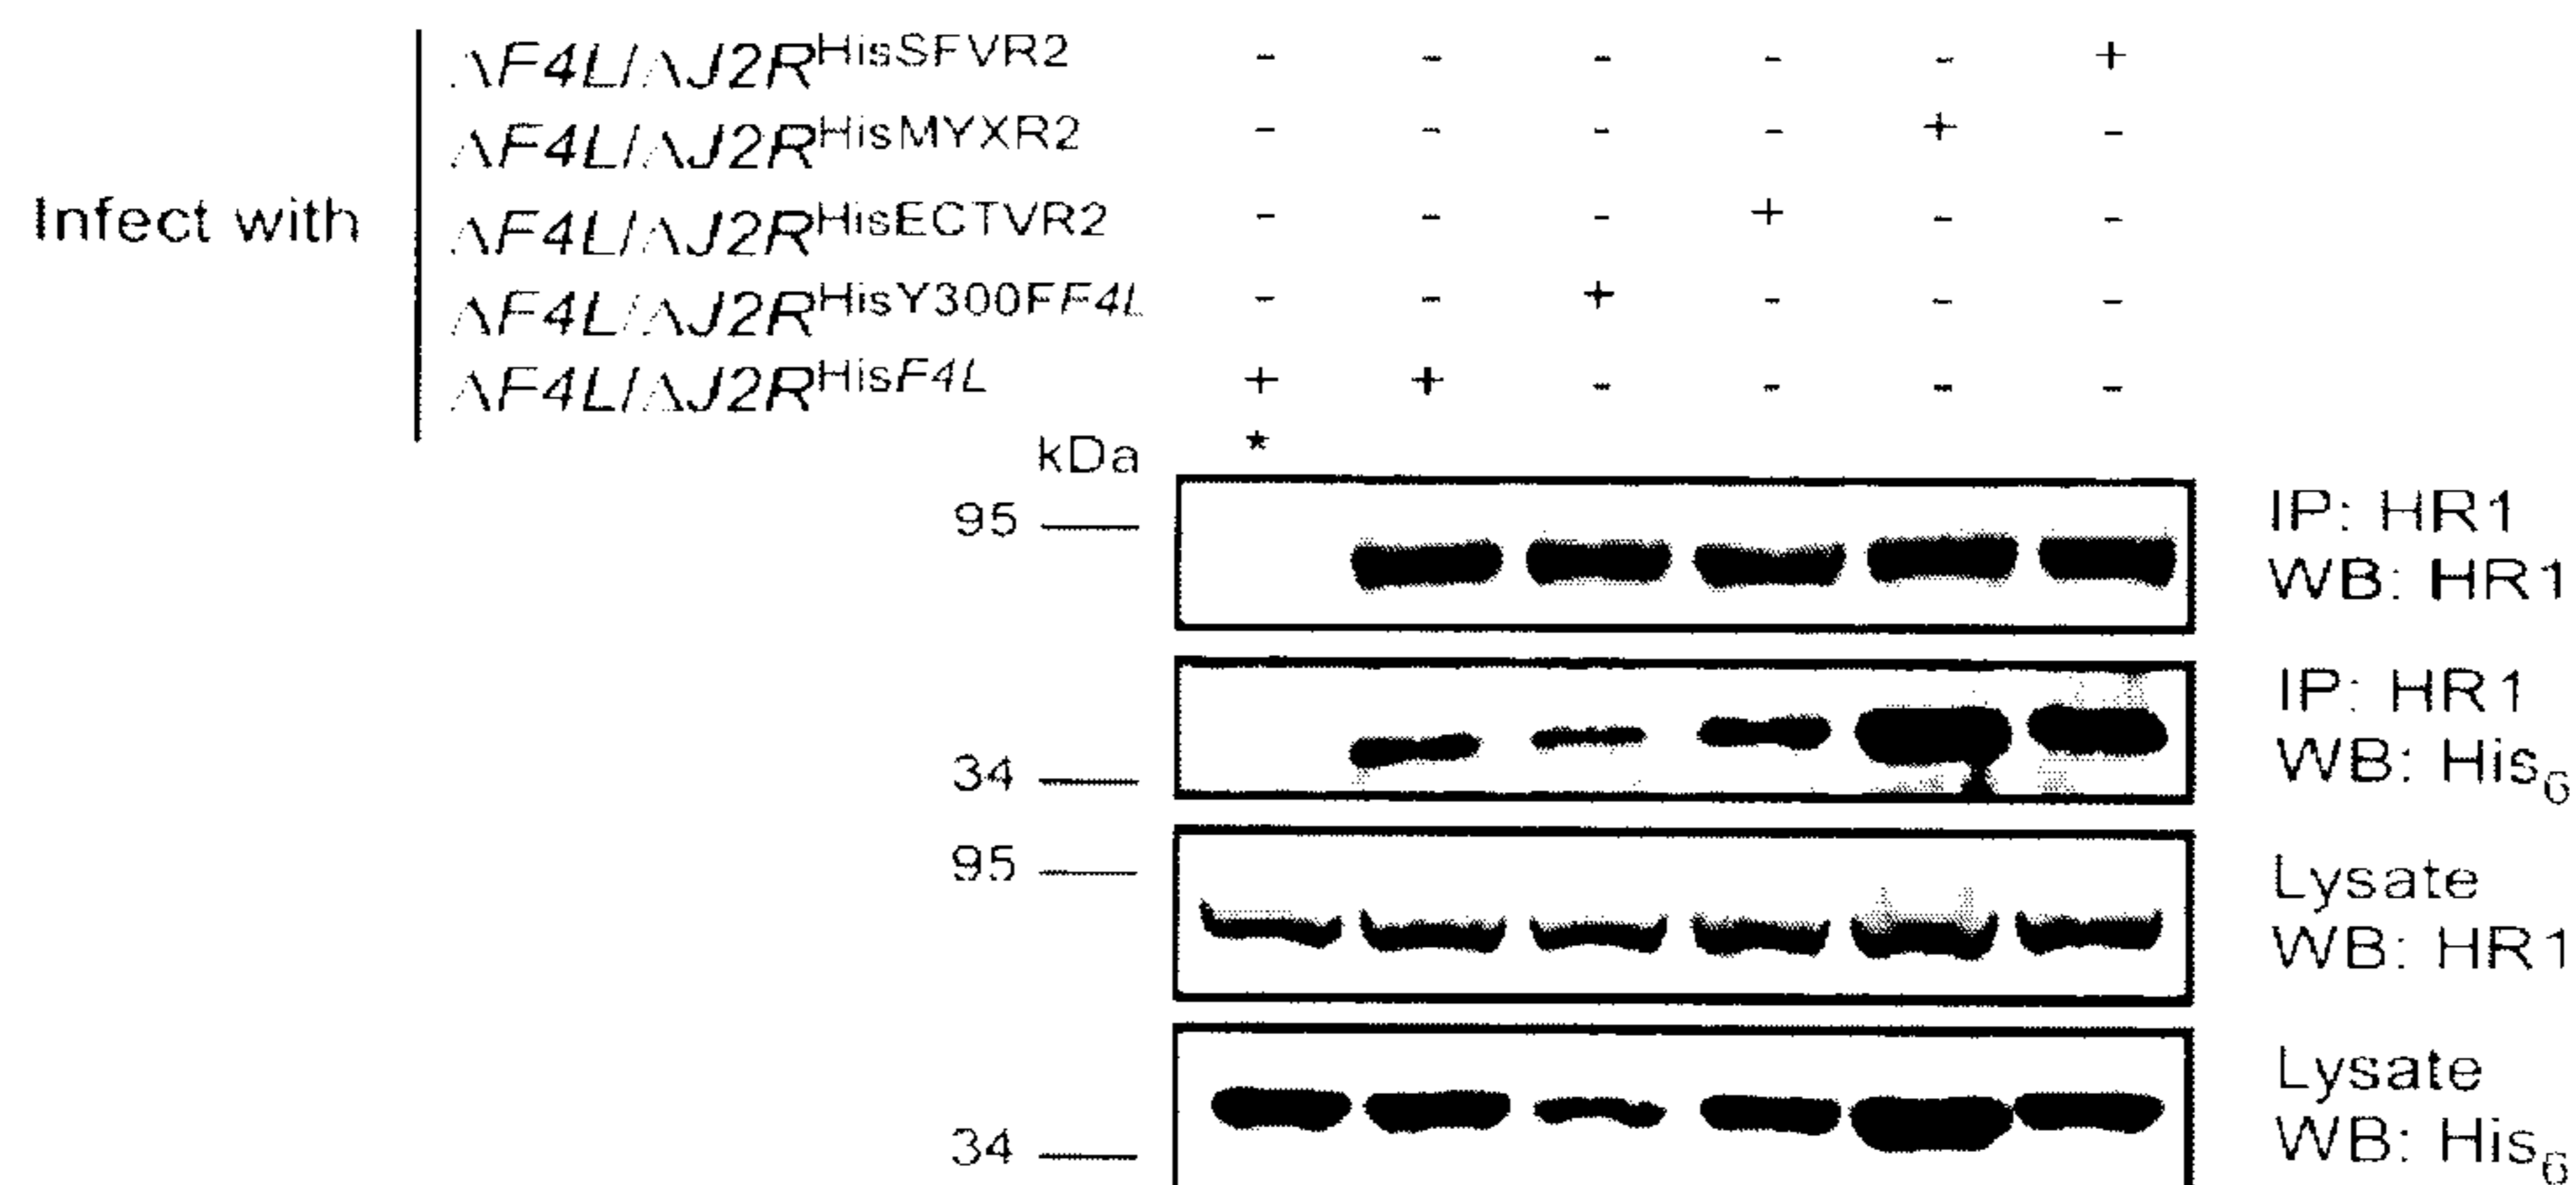 ΔF4L/ΔJ2R^HisSFVR2 - - - - - +
ΔF4L/ΔJ2R^HisMYXR2 - - - - + -
Infect with ΔF4L/ΔJ2R^HisECTVR2 - - - + - -
ΔF4L/ΔJ2R^HisY300FF4L - - + - - -
ΔF4L/ΔJ2R^HisF4L + + - - - -
kDa *
95 IP: HR1
WB: HR1
IP: HR1
34 WB: His₆
95 Lysate
WB: HR1
Lysate
34 WB: His₆